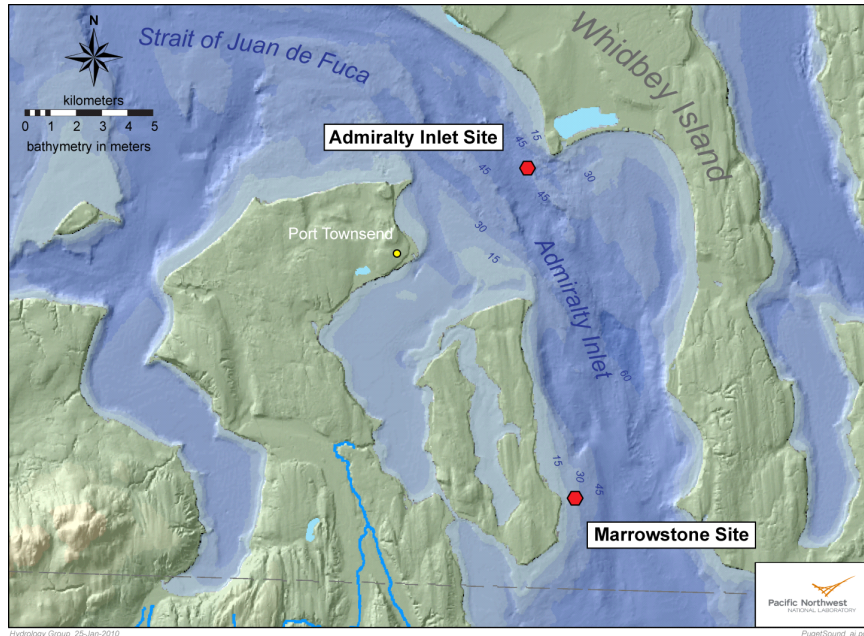 N
Strait of Juan de Fuca
Whidbey Island
kilometers
0 1 2 3 4 5
bathymetry in meters
Admiralty Inlet Site
15
45
45
30
45
Port Townsend
30
15
Admiralty Inlet
60
15
30
45
Marrowstone Site
Pacific Northwest
NATIONAL LABORATORY
Hydrology Group 25-Jan-2010